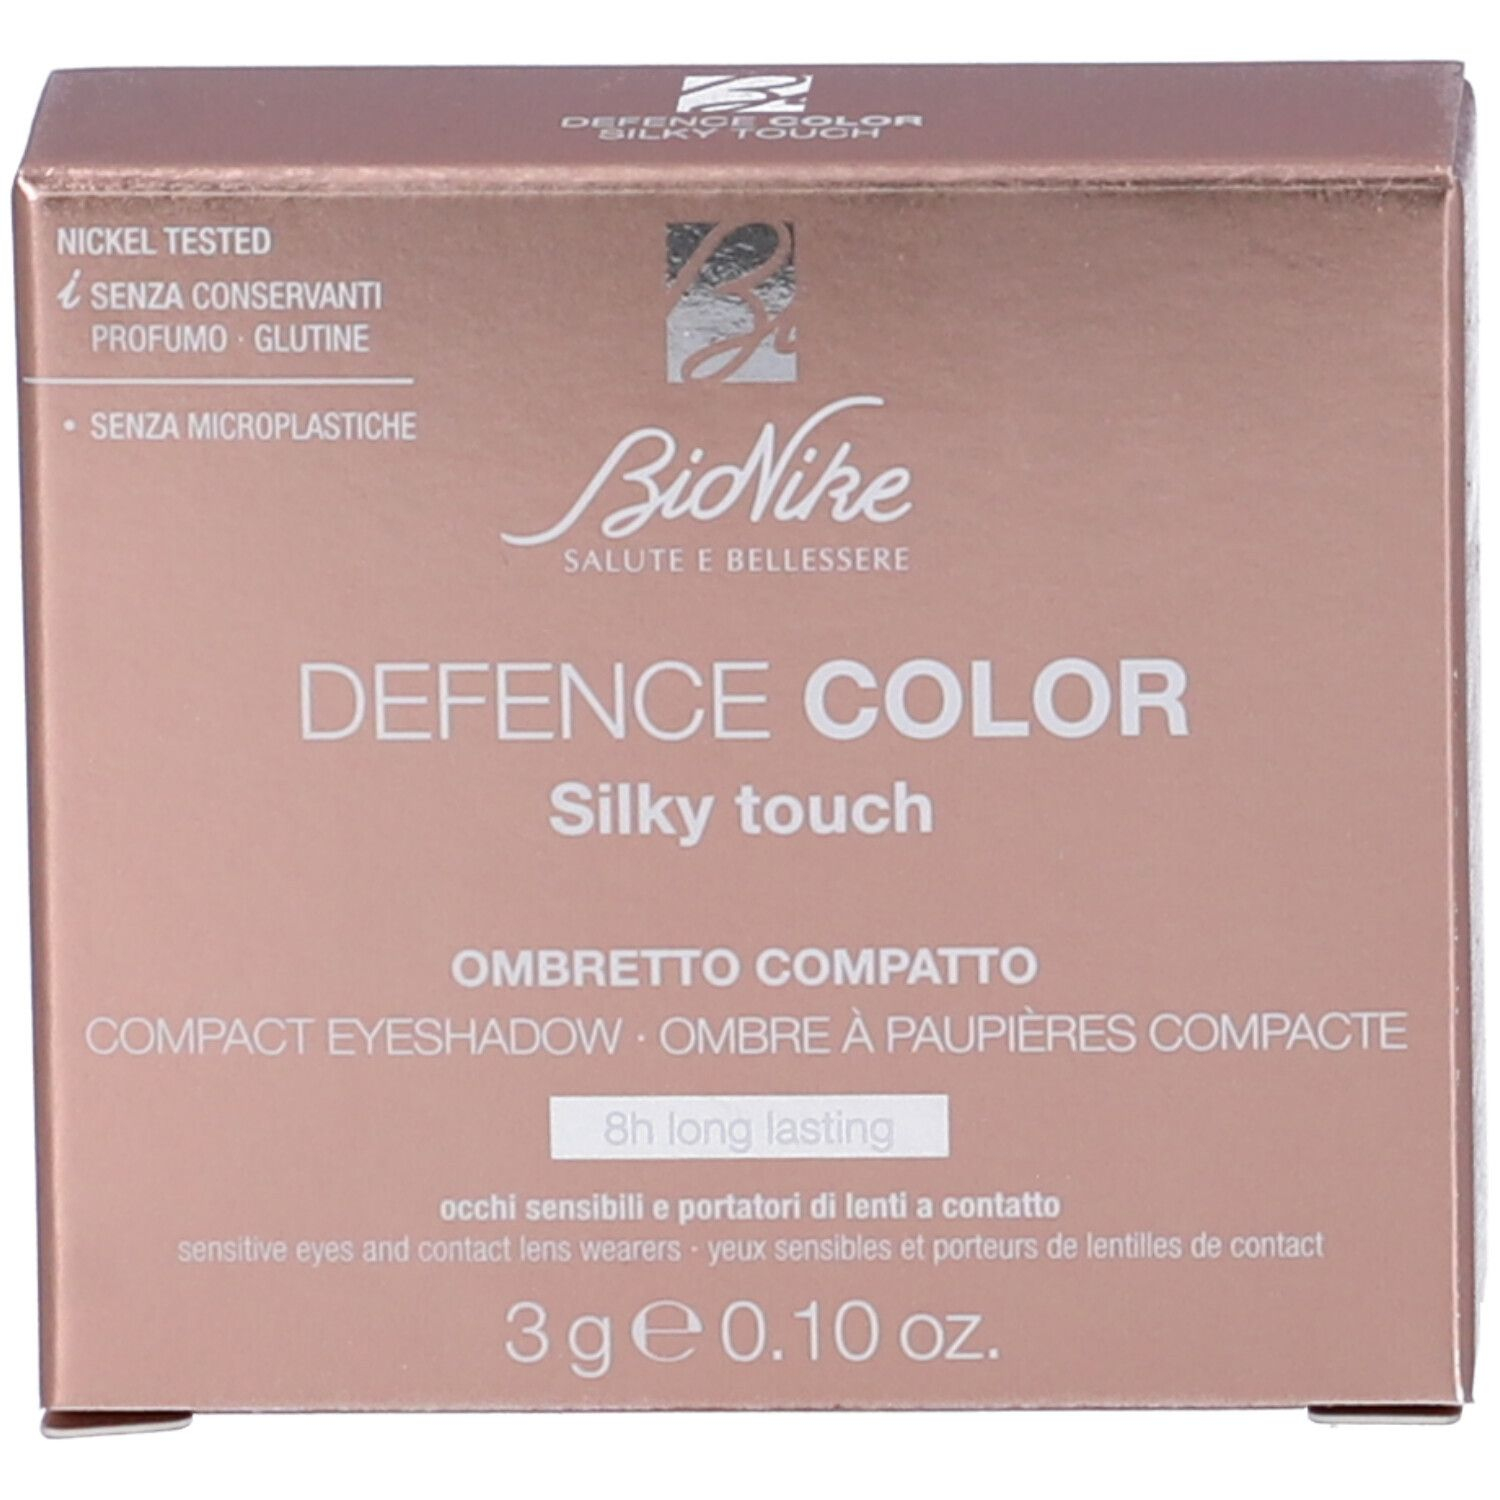 DEFENCE COLOR
SILKY TOUCH
NICKEL TESTED
i SENZA CONSERVANTI
PROFUMO · GLUTINE
• SENZA MICROPLASTICHE
BioNike
SALUTE E BELLESSERE
DEFENCE COLOR
Silky touch
OMBRETTO COMPATTO
COMPACT EYESHADOW · OMBRE À PAUPIÈRES COMPACTE
8h long lasting
occhi sensibili e portatori di lenti a contatto
sensitive eyes and contact lens wearers · yeux sensibles et porteurs de lentilles de contact
3 g ℮ 0.10 oz.